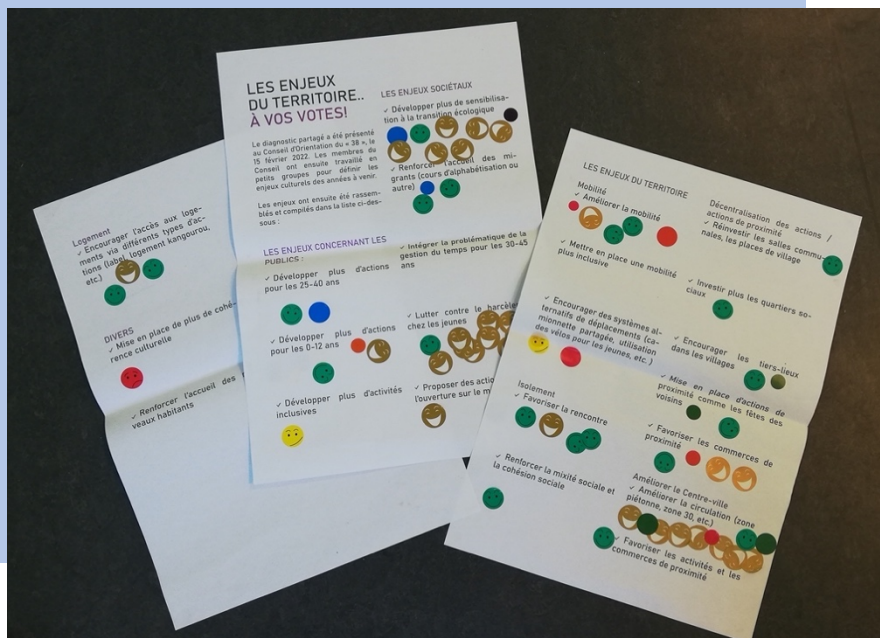 Logement
✓ Encourager l'accès aux loge-
ments via différents types d'ac-
tions (label logement kangourou,
etc.)
DIVERS
✓ Mise en place de plus de cohé-
rence culturelle
✓ Renforcer l'accueil des
veaux habitants
LES ENJEUX
DU TERRITOIRE..
À VOS VOTES!
Le diagnostic partagé a été présenté
au Conseil d'Orientation du « 38 », le
15 février 2022. Les membres du
Conseil ont ensuite travaillé en
petits groupes pour définir les
enjeux culturels des années à venir.
Les enjeux ont ensuite été rassem-
blés et compilés dans la liste ci-des-
sous :
LES ENJEUX CONCERNANT LES
PUBLICS :
✓ Développer plus d'actions
pour les 25-40 ans
✓ Développer plus d'actions
pour les 0-12 ans
✓ Développer plus d'activités
inclusives
LES ENJEUX SOCIÉTAUX
✓ Développer plus de sensibilisa-
tion à la transition écologique
✓ Renforcer l'accueil des mi-
grants (cours d'alphabétisation ou
autre)
✓ Intégrer la problématique de la
gestion du temps pour les 30-45
ans
✓ Lutter contre le harcèle
chez les jeunes
✓ Proposer des actio
l'ouverture sur le m
LES ENJEUX DU TERRITOIRE
Mobilité
✓ Améliorer la mobilité
✓ Mettre en place une mobilité
plus inclusive
✓ Encourager des systèmes al-
ternatifs de déplacements (ca-
mionnette partagée, utilisation
des vélos pour les jeunes, etc. )
Isolement
✓ Favoriser la rencontre
✓ Renforcer la mixité sociale et
la cohésion sociale
Décentralisation des actions /
actions de proximité
✓ Réinvestir les salles commu-
nales, les places de village
✓ Investir plus les quartiers so-
ciaux
✓ Encourager les tiers-lieux
dans les villages
✓ Mise en place d'actions de
proximité comme les fêtes des
voisins
✓ Favoriser les commerces de
proximité
Améliorer le Centre-ville
✓ Améliorer la circulation (zone
piétonne, zone 30, etc.)
✓ Favoriser les activités et les
commerces de proximité